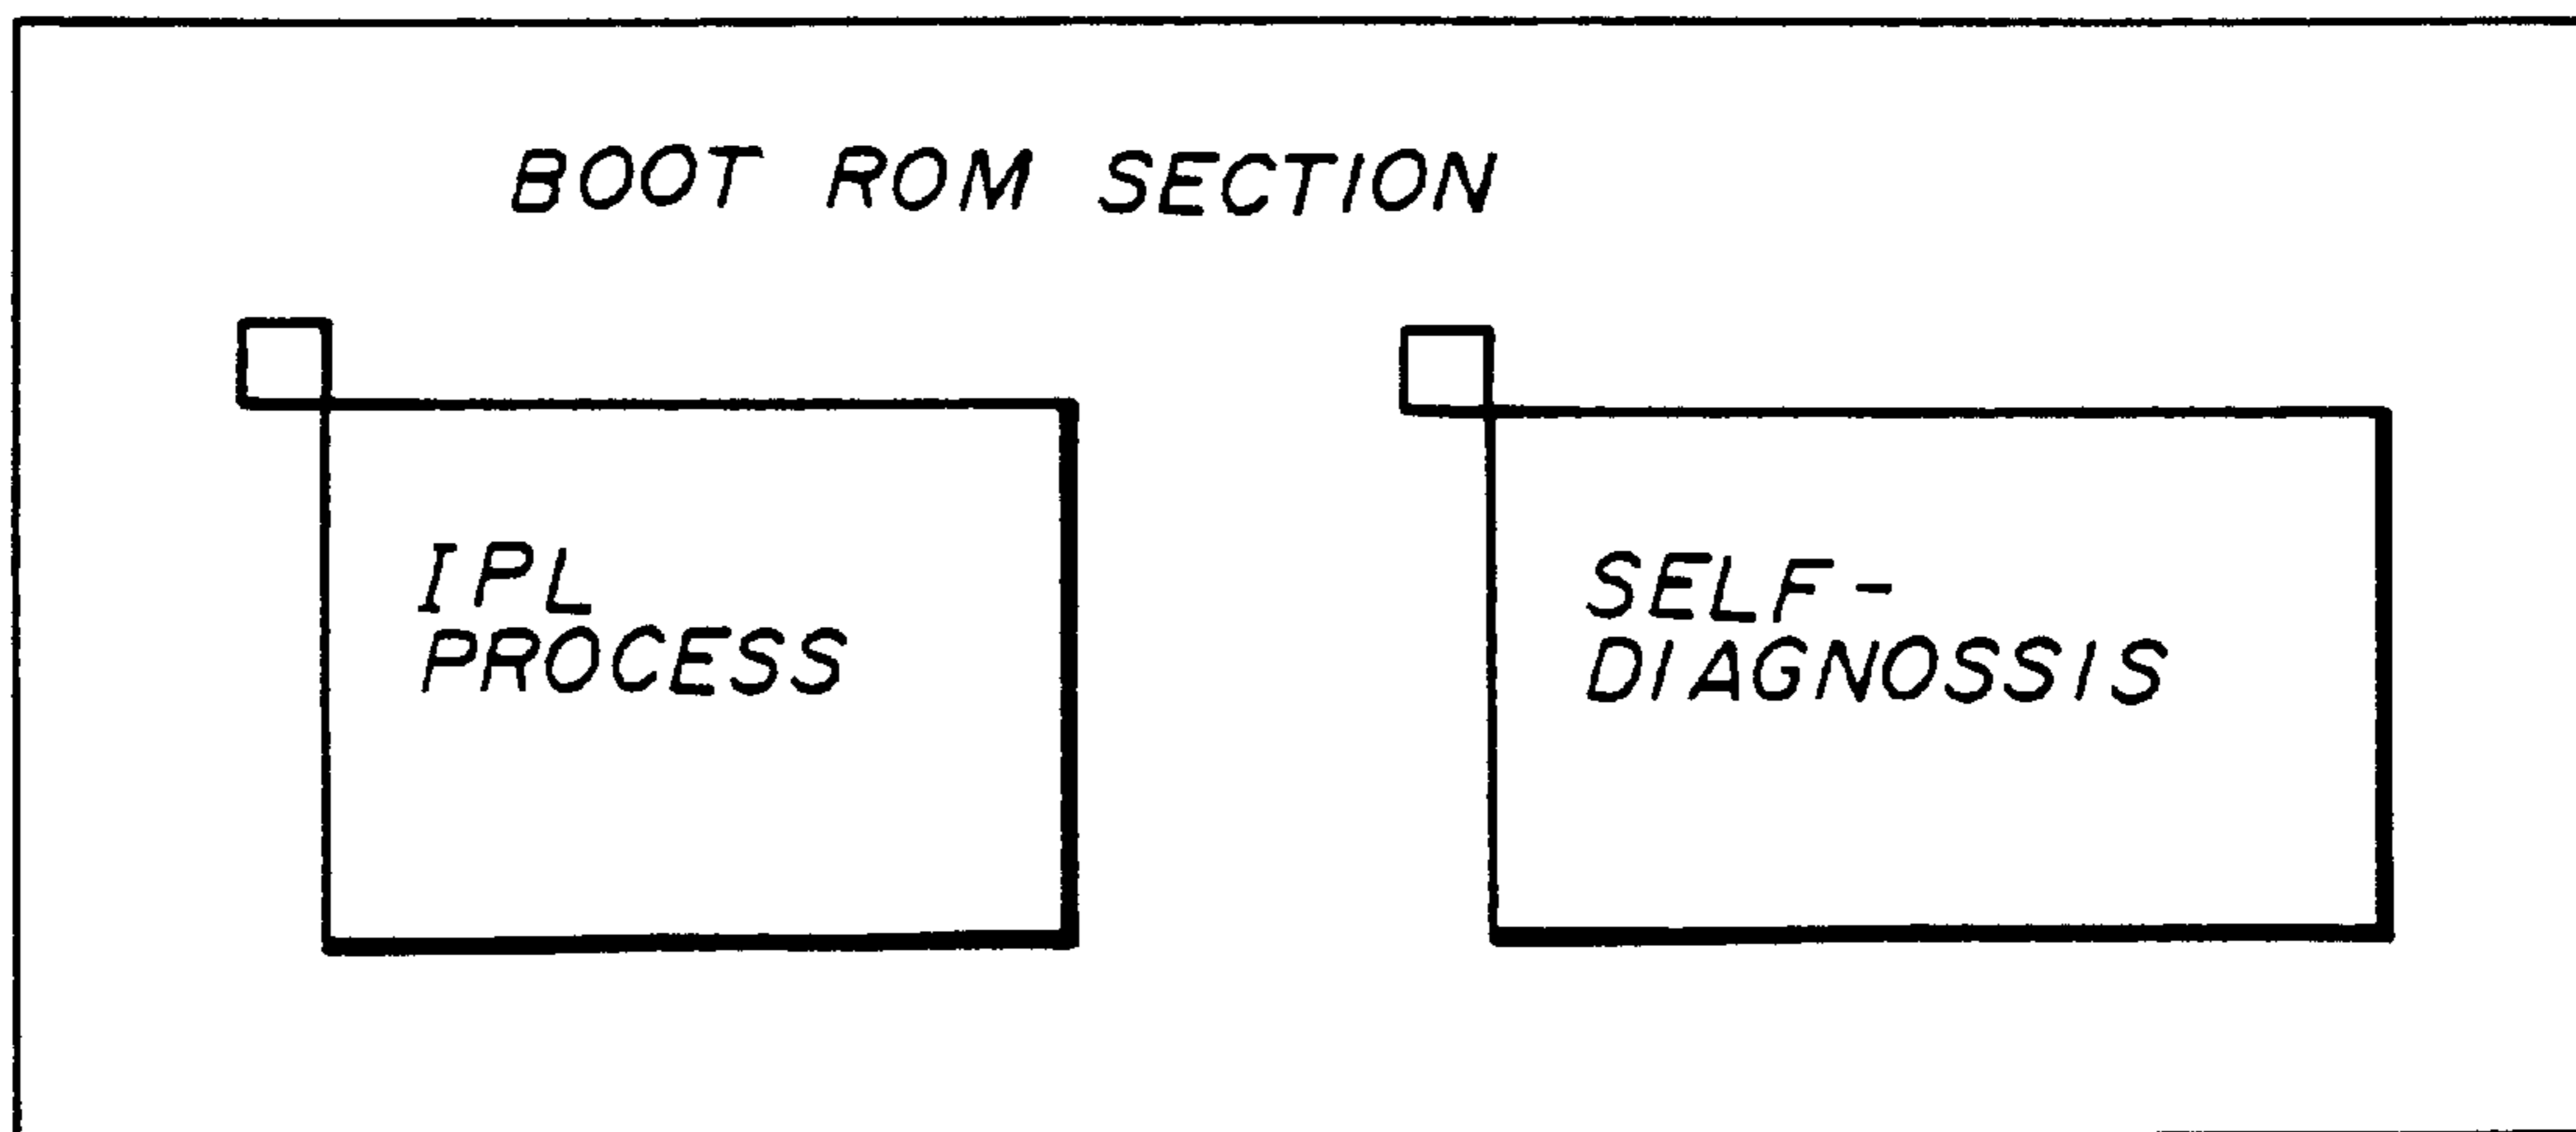 BOOT ROM SECTION
IPL
PROCESS
SELF-
DIAGNOSSIS